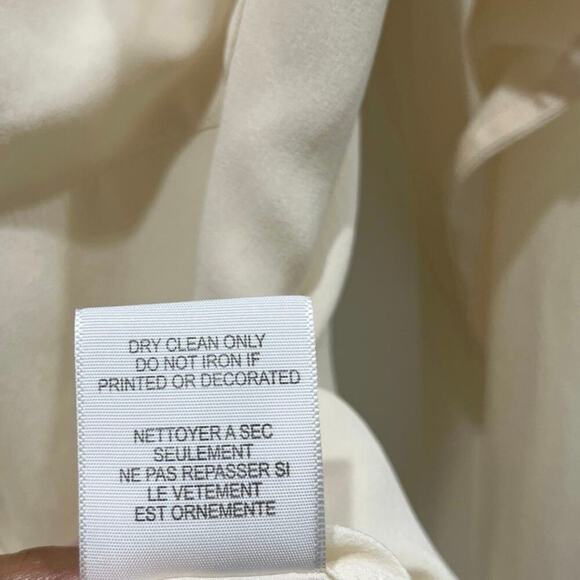 DRY CLEAN ONLY
DO NOT IRON IF
PRINTED OR DECORATED
NETTOYER A SEC
SEULEMENT
NE PAS REPASSER SI
LE VETEMENT
EST ORNEMENTE